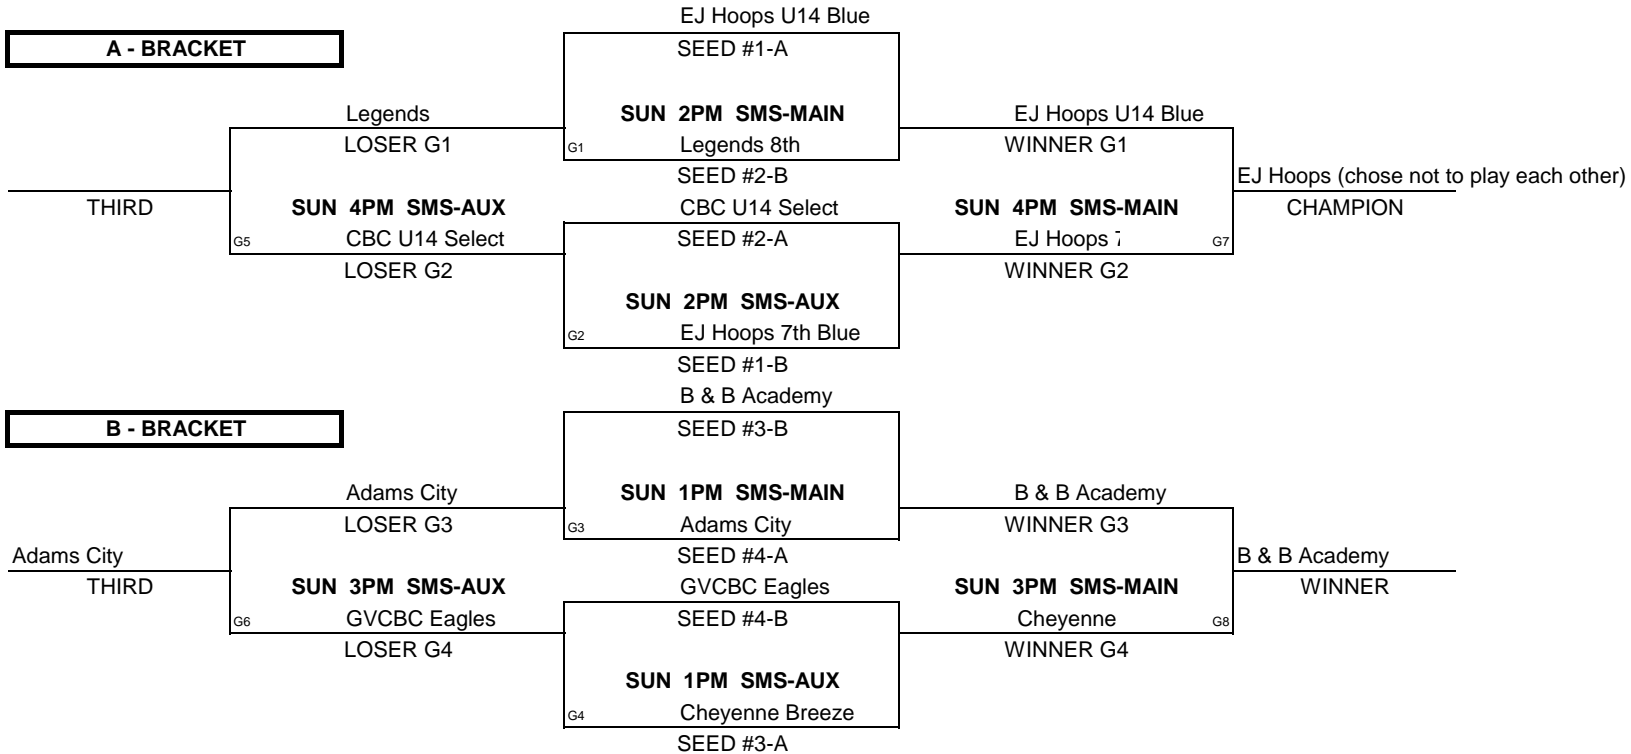 EJ Hoops U14 Blue
A - BRACKET
SEED #1-A
Legends
SUN 2PM SMS-MAIN
EJ Hoops U14 Blue
LOSER G1
G1
Legends 8th
WINNER G1
SEED #2-B
EJ Hoops (chose not to play each other)
THIRD
SUN 4PM SMS-AUX
CBC U14 Select
SUN 4PM SMS-MAIN
CHAMPION
G5
CBC U14 Select
SEED #2-A
EJ Hoops
G7
LOSER G2
WINNER G2
SUN 2PM SMS-AUX
G2
EJ Hoops 7th Blue
SEED #1-B
B & B Academy
B - BRACKET
SEED #3-B
Adams City
SUN 1PM SMS-MAIN
B & B Academy
LOSER G3
G3
Adams City
WINNER G3
Adams City
SEED #4-A
B & B Academy
THIRD
SUN 3PM SMS-AUX
GVCBC Eagles
SUN 3PM SMS-MAIN
WINNER
G6
GVCBC Eagles
SEED #4-B
Cheyenne
G8
LOSER G4
WINNER G4
SUN 1PM SMS-AUX
G4
Cheyenne Breeze
SEED #3-A